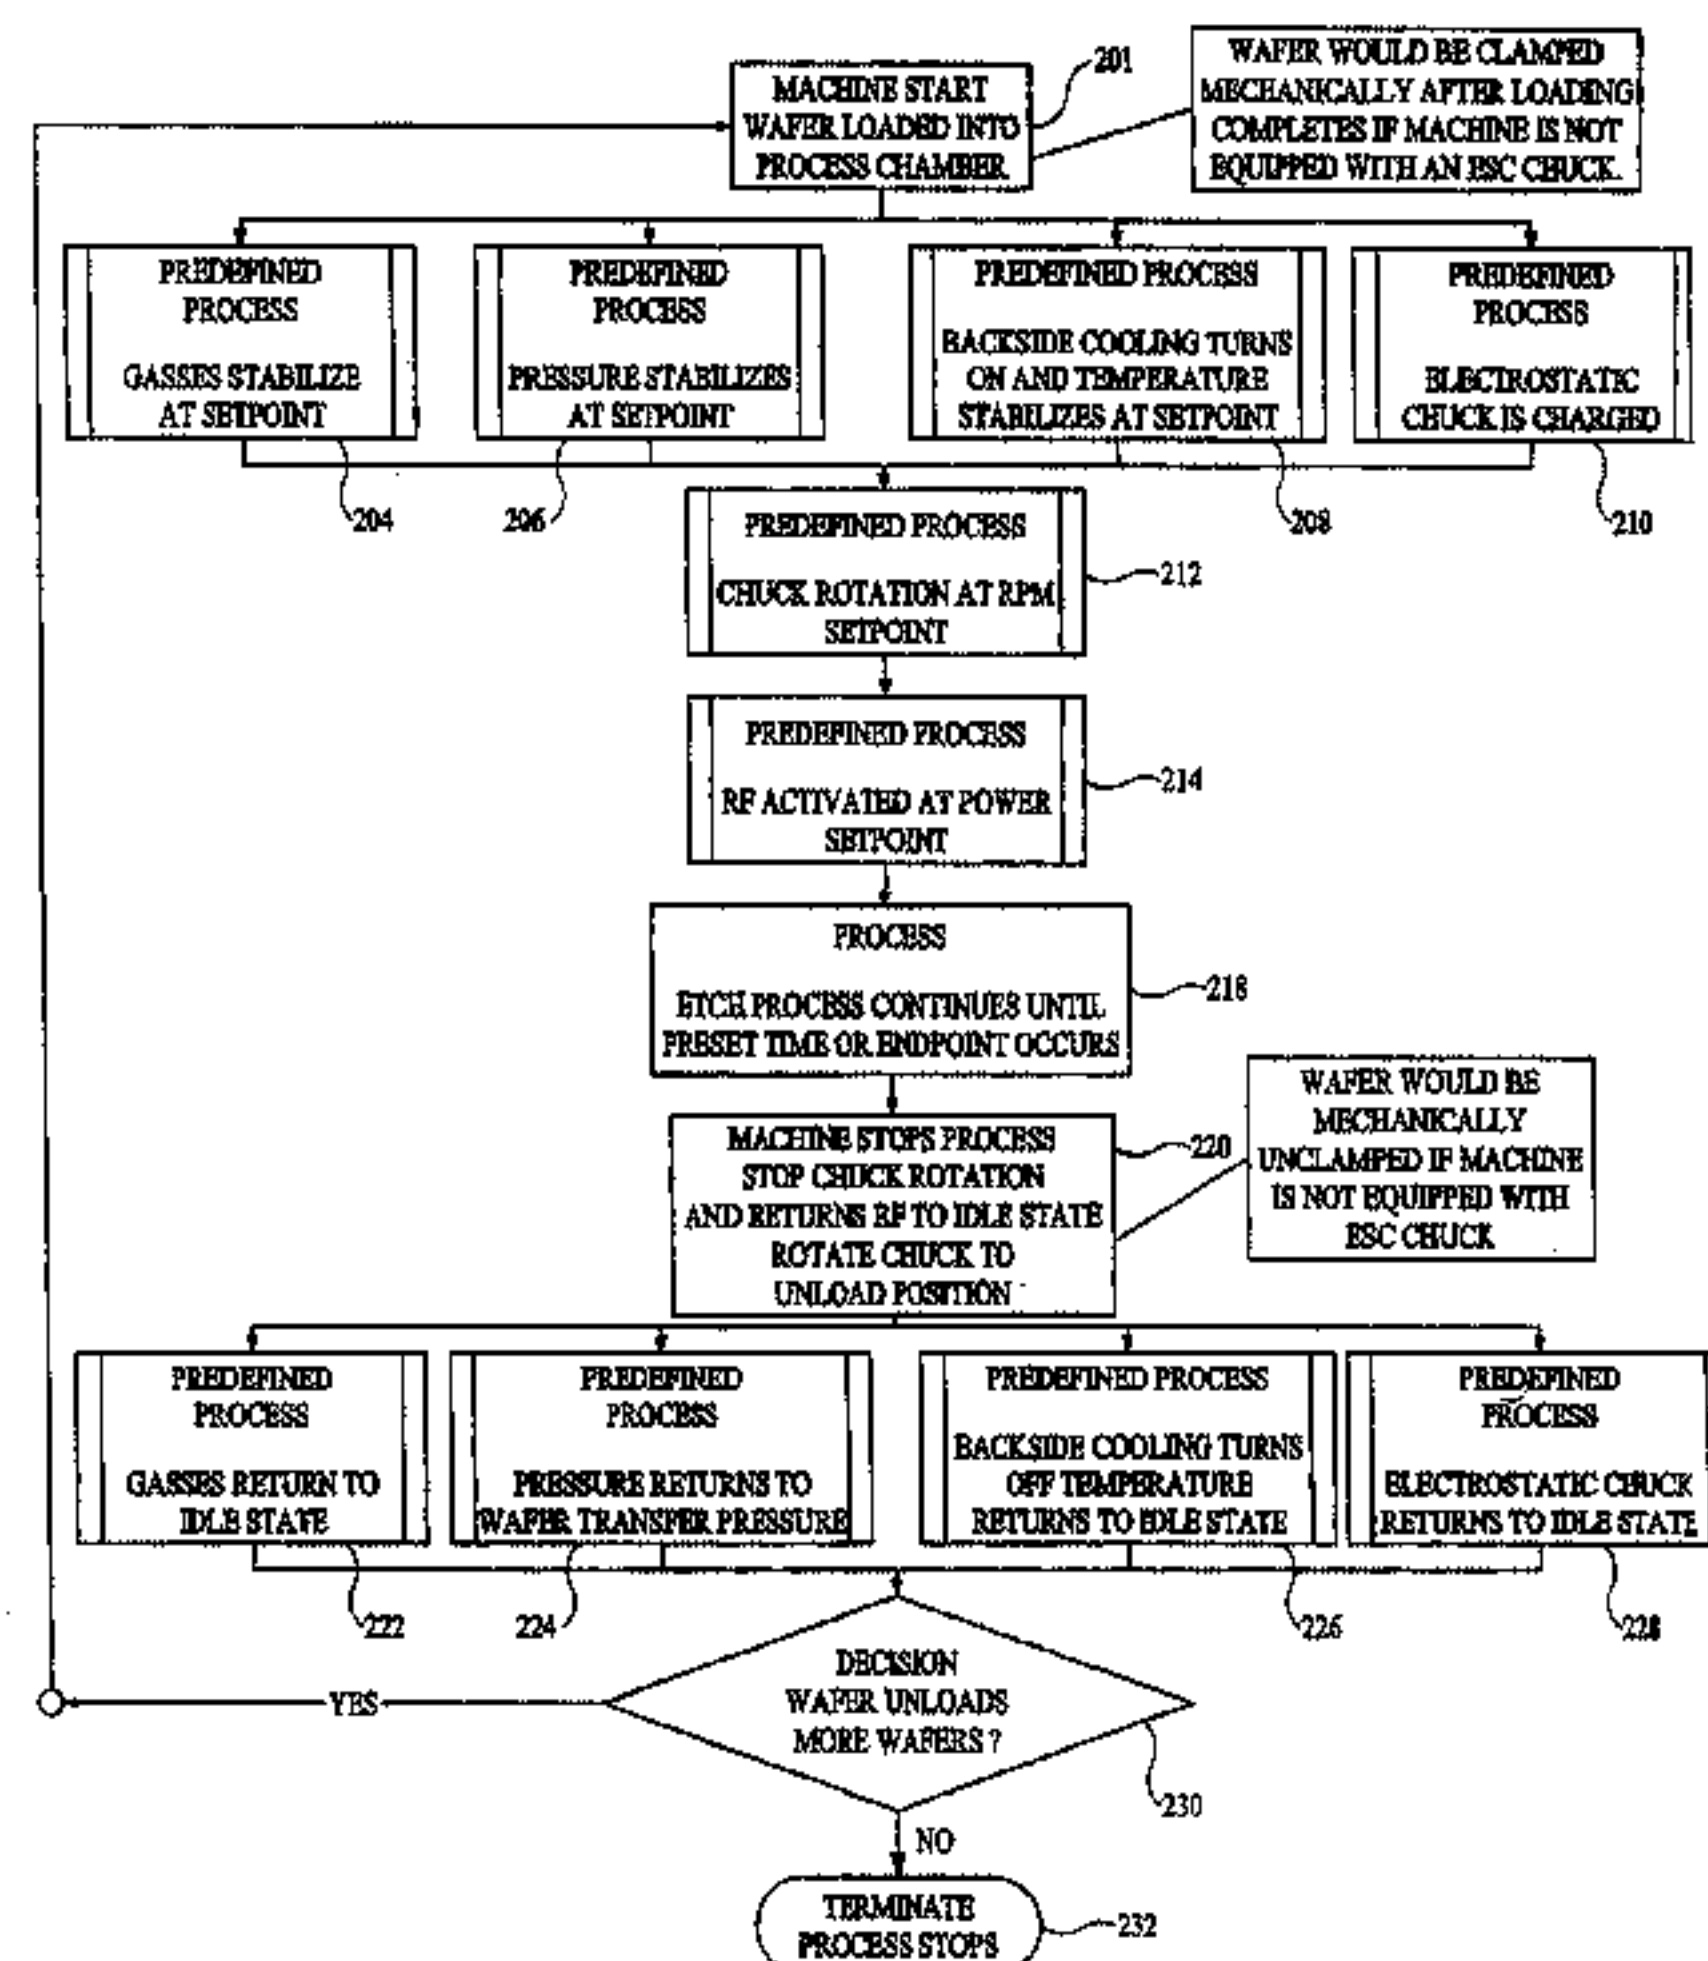 MACHINE START
WAFER LOADED INTO
PROCESS CHAMBER
201
WAFER WOULD BE CLAMPED
MECHANICALLY AFTER LOADING
COMPLETES IF MACHINE IS NOT
EQUIPPED WITH AN ESC CHUCK.
PREDEFINED
PROCESS
GASSES STABILIZE
AT SETPOINT
204
PREDEFINED
PROCESS
PRESSURE STABILIZES
AT SETPOINT
206
PREDEFINED PROCESS
BACKSIDE COOLING TURNS
ON AND TEMPERATURE
STABILIZES AT SETPOINT
208
PREDEFINED
PROCESS
ELECTROSTATIC
CHUCK IS CHARGED
210
PREDEFINED PROCESS
CHUCK ROTATION AT RPM
SETPOINT
212
PREDEFINED PROCESS
RF ACTIVATED AT POWER
SETPOINT
214
PROCESS
ETCH PROCESS CONTINUES UNTIL
PRESET TIME OR ENDPOINT OCCURS
218
MACHINE STOPS PROCESS
STOP CHUCK ROTATION
AND RETURNS RF TO IDLE STATE
ROTATE CHUCK TO
UNLOAD POSITION
220
WAFER WOULD BE
MECHANICALLY
UNCLAMPED IF MACHINE
IS NOT EQUIPPED WITH
ESC CHUCK
PREDEFINED
PROCESS
GASSES RETURN TO
IDLE STATE
222
PREDEFINED
PROCESS
PRESSURE RETURNS TO
WAFER TRANSFER PRESSURE
224
PREDEFINED PROCESS
BACKSIDE COOLING TURNS
OFF TEMPERATURE
RETURNS TO IDLE STATE
226
PREDEFINED
PROCESS
ELECTROSTATIC CHUCK
RETURNS TO IDLE STATE
228
DECISION
WAFER UNLOADS
MORE WAFERS ?
230
YES
NO
TERMINATE
PROCESS STOPS
232